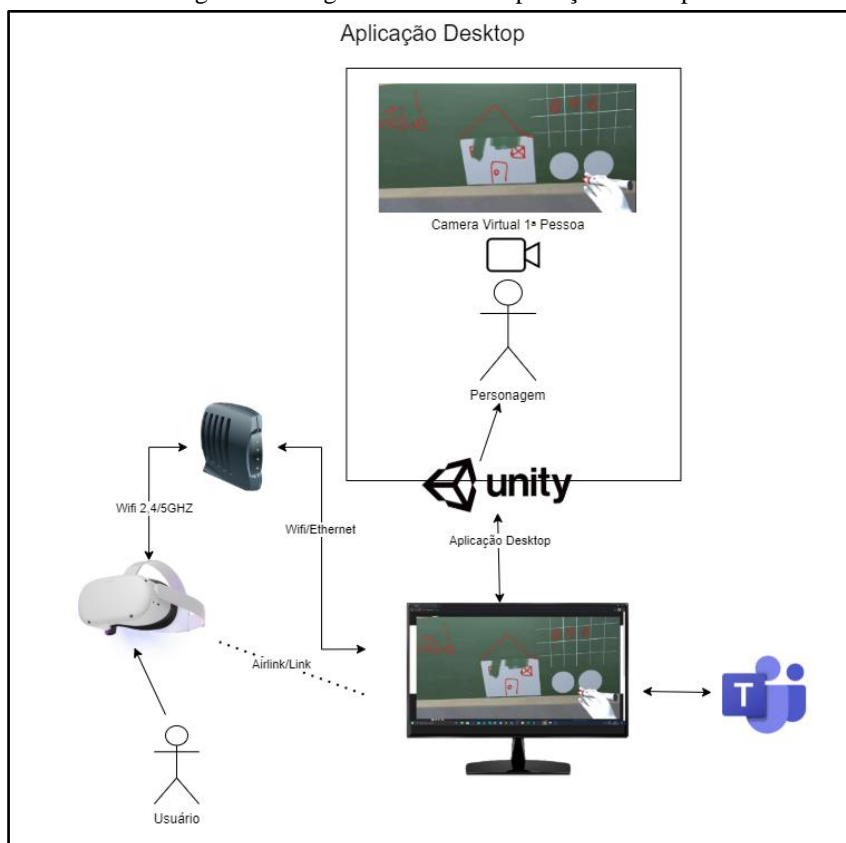 Aplicação Desktop
Camera Virtual 1ª Pessoa
Personagem
unity
Aplicação Desktop
Wifi 2,4/5GHZ
Wifi/Ethernet
Airlink/Link
T
Usuário